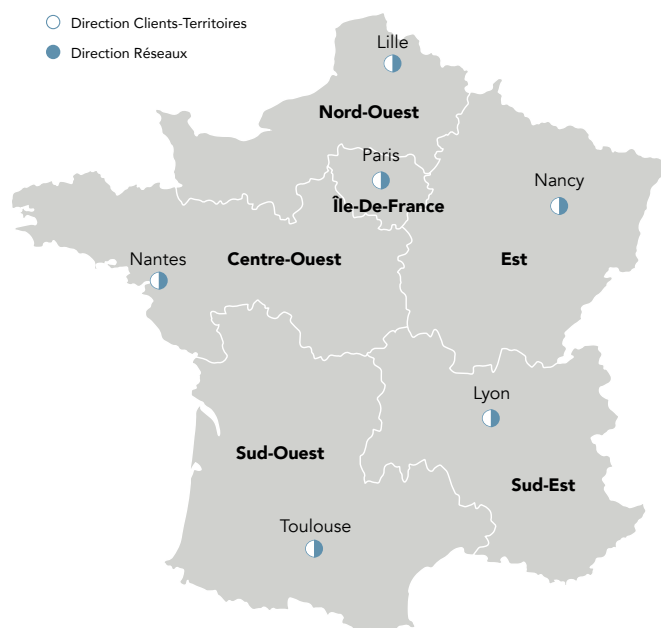 Direction Clients-Territoires
Direction Réseaux
Lille
Nord-Ouest
Paris
Île-De-France
Nancy
Nantes
Centre-Ouest
Est
Lyon
Sud-Ouest
Sud-Est
Toulouse